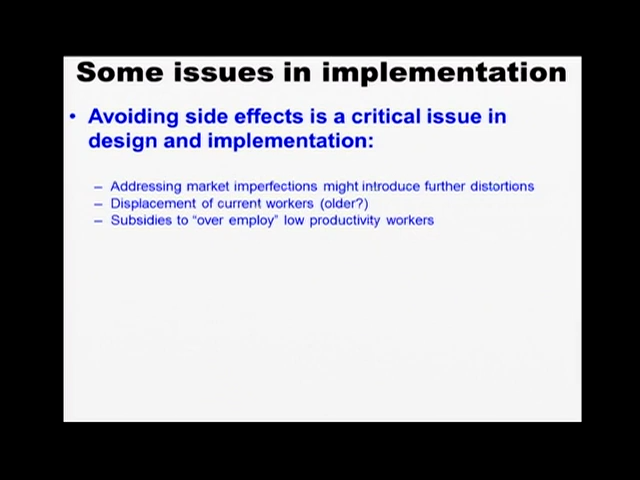 Some issues in implementation
• Avoiding side effects is a critical issue in
design and implementation:
– Addressing market imperfections might introduce further distortions
– Displacement of current workers (older?)
– Subsidies to “over employ” low productivity workers